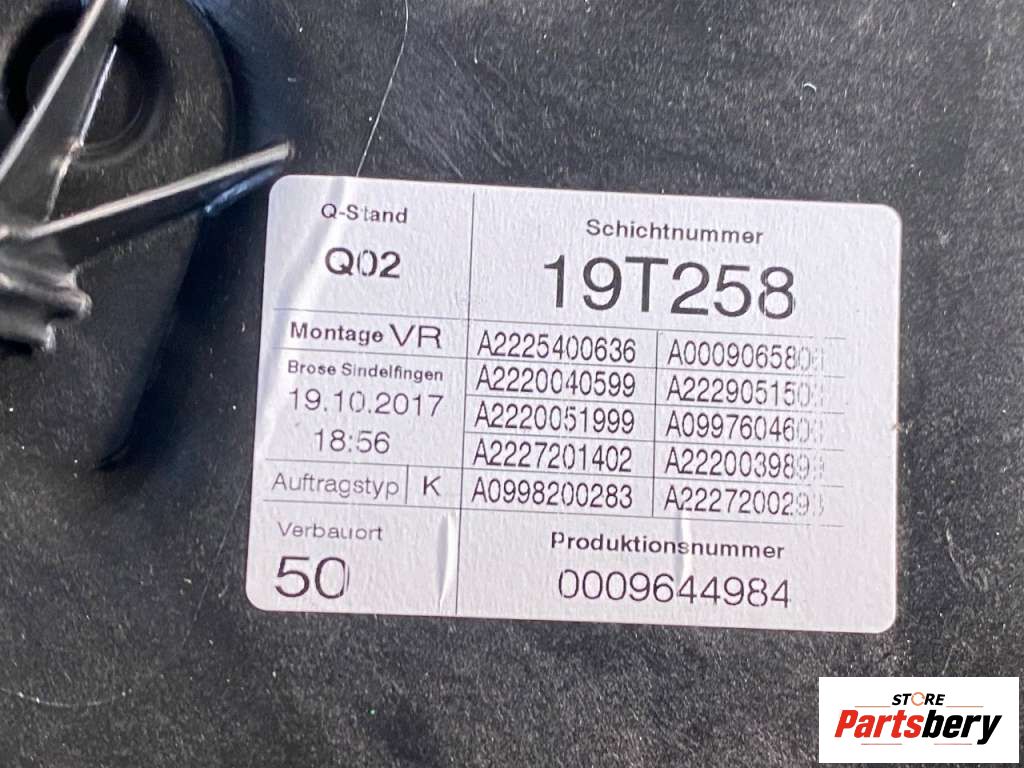 Q-Stand
Q02
Schichtnummer
19T258
Montage VR
Brose Sindelfingen
19.10.2017
18:56
Auftragstyp K
A2225400636
A2220040599 
A2220051999
A2227201402
A0998200283
Verbauort
50
Produktionsnummer
0009644984
STORE
Partsbery